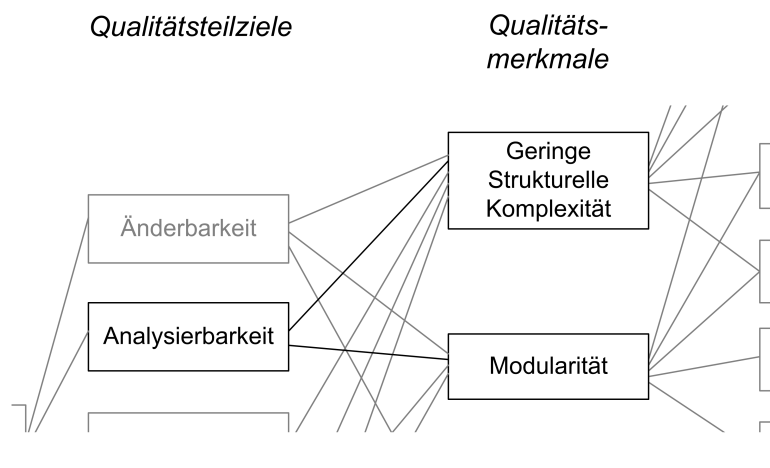 Qualitätsteilziele
Qualitäts-
merkmale
Geringe
Strukturelle
Komplexität
Änderbarkeit
Analysierbarkeit
Modularität